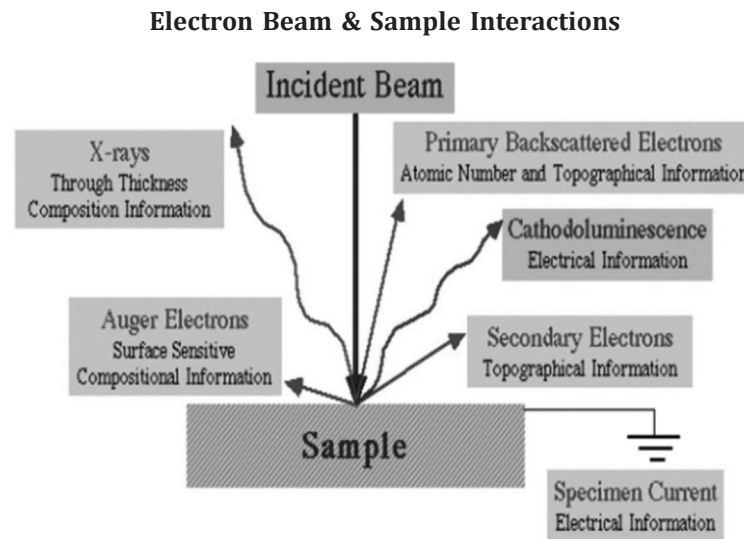 Electron Beam & Sample Interactions
Incident Beam
X-rays
Through Thickness
Composition Information
Primary Backscattered Electrons
Atomic Number and Topographical Information
Cathodoluminescence
Electrical Information
Auger Electrons
Surface Sensitive
Compositional Information
Secondary Electrons
Topographical Information
Sample
Specimen Current
Electrical Information